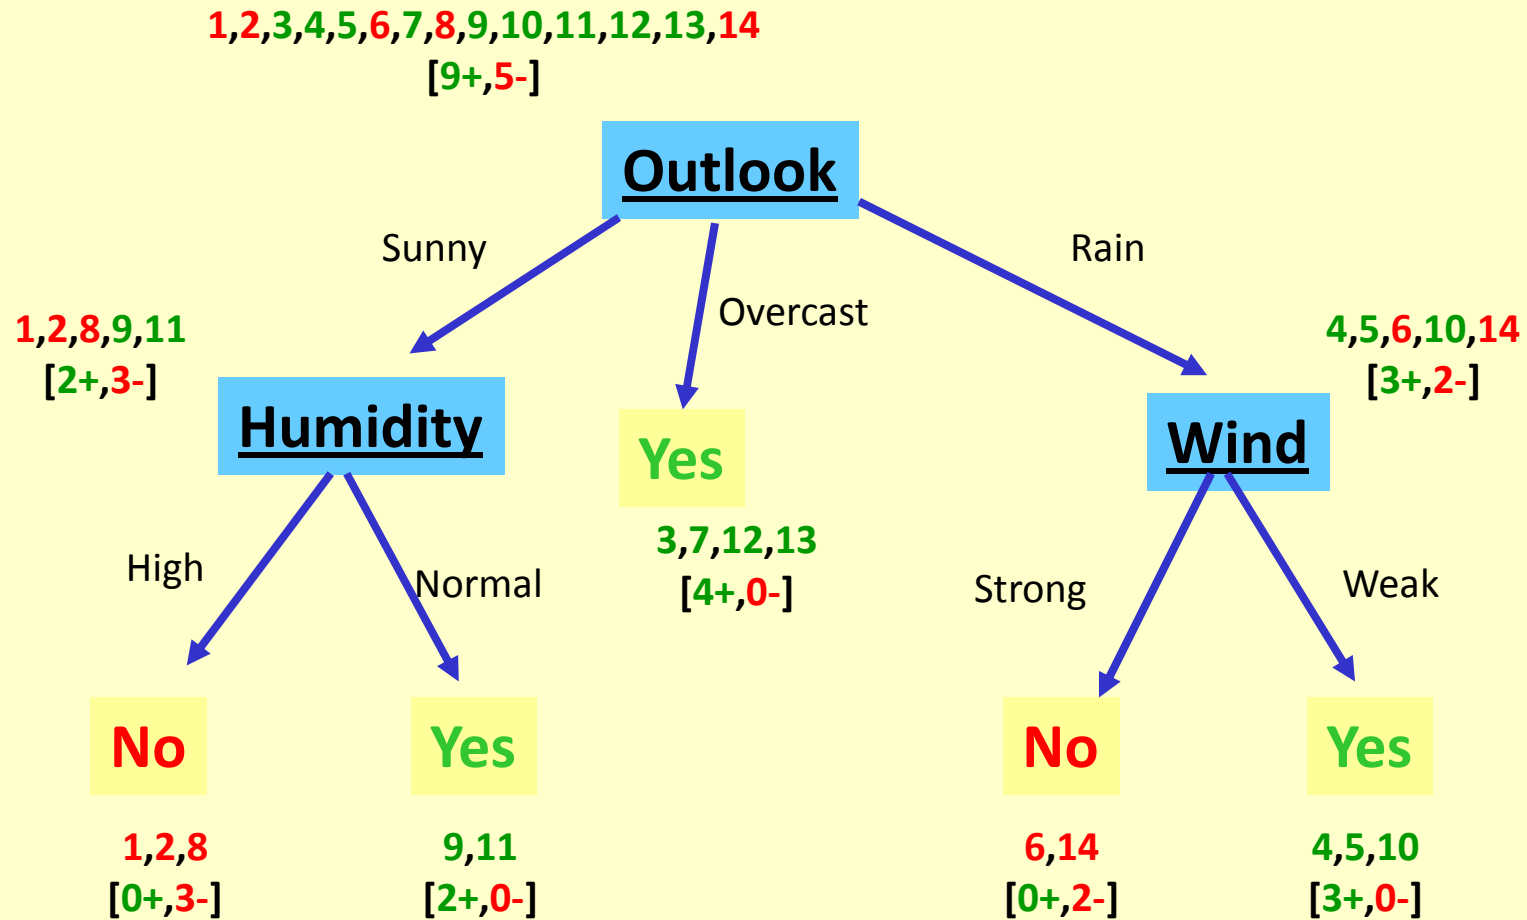 1,2,3,4,5,6,7,8,9,10,11,12,13,14
[9+,5-]
Outlook
Sunny
Overcast
Rain
1,2,8,9,11
[2+,3-]
4,5,6,10,14
[3+,2-]
Humidity
Yes
3,7,12,13
[4+,0-]
Wind
High
Normal
Strong
Weak
No
Yes
No
Yes
1,2,8
[0+,3-]
9,11
[2+,0-]
6,14
[0+,2-]
4,5,10
[3+,0-]